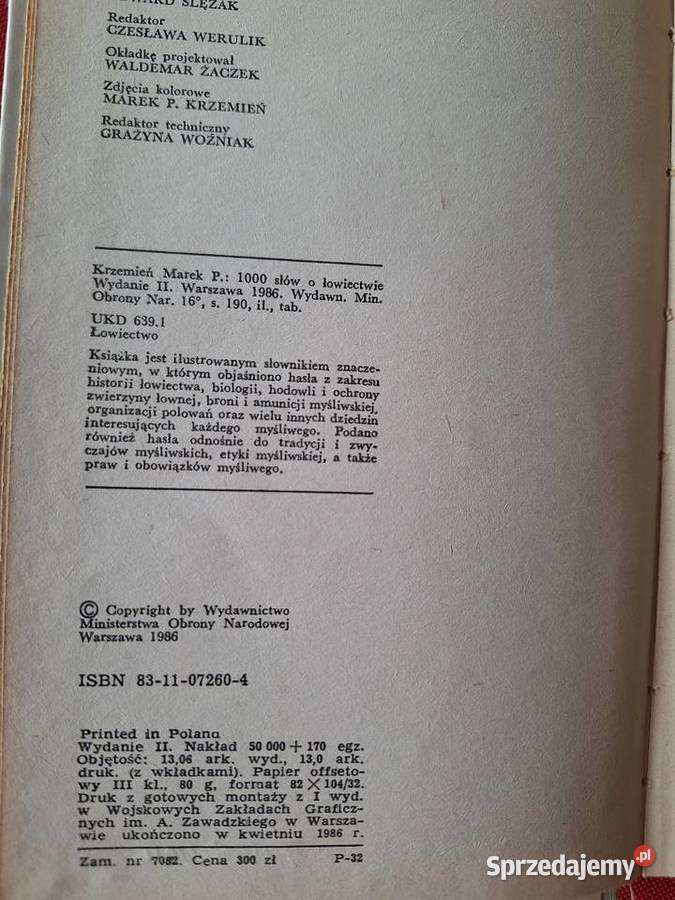 EDWARD ŚLĘZAK
Redaktor
CZESŁAWA WERULIK
Okładkę projektował
WALDEMAR ŻACZEK
Zdjęcia kolorowe
MAREK P. KRZEMIEŃ
Redaktor techniczny
GRAŻYNA WOŹNIAK
Krzemień Marek P.: 1000 słów o łowiectwie
Wydanie II. Warszawa 1986. Wydawn. Min.
Obrony Nar. 16°, s. 190, il., tab.
UKD 639.1
Łowiectwo
Książka jest ilustrowanym słownikiem znacze-
niowym, w którym objaśniono hasła z zakresu
historii łowiectwa, biologii, hodowli i ochrony
zwierzyny łownej, broni i amunicji myśliwskiej,
organizacji polowań oraz wielu innych dziedzin
interesujących każdego myśliwego. Podano
również hasła odnośnie do tradycji i zwy-
czajów myśliwskich, etyki myśliwskiej, a także
praw i obowiązków myśliwego.
© Copyright by Wydawnictwo
Ministerstwa Obrony Narodowej
Warszawa 1986
ISBN 83-11-07260-4
Printed in Poland
Wydanie II. Nakład 50 000 + 170 egz.
Objętość: 13,06 ark. wyd., 13,0 ark.
druk. (z wkładkami). Papier offseto-
wy III kl., 80 g, format 82 × 104/32.
Druk z gotowych montaży z I wyd.
w Wojskowych Zakładach Graficz-
nych im. A. Zawadzkiego w Warsza-
wie ukończono w kwietniu 1986 r.
Zam. nr 7082. Cena 300 zł P-32
Sprzedajemy.pl